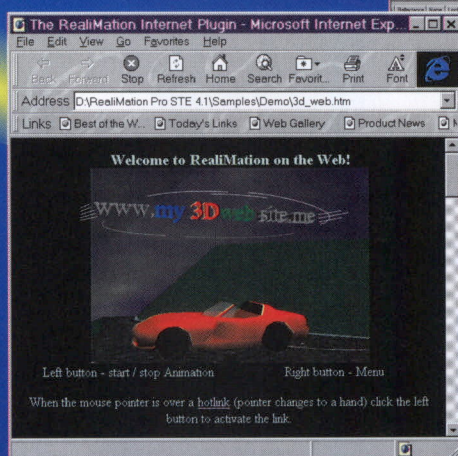 The RealiMation Internet Plugin - Microsoft Internet Exp...
File Edit View Go Favorites Help
Back Forward Stop Refresh Home Search Favorit... Print Font
Address D:\RealiMation Pro STE 4.1\Samples\Demo\3d_web.htm
Links Best of the W... Today's Links Web Gallery Product News M
Welcome to RealiMation on the Web!
www.my 3D web site.me
Left button - start / stop Animation Right button - Menu
When the mouse pointer is over a hotlink (pointer changes to a hand) click the left
button to activate the link.